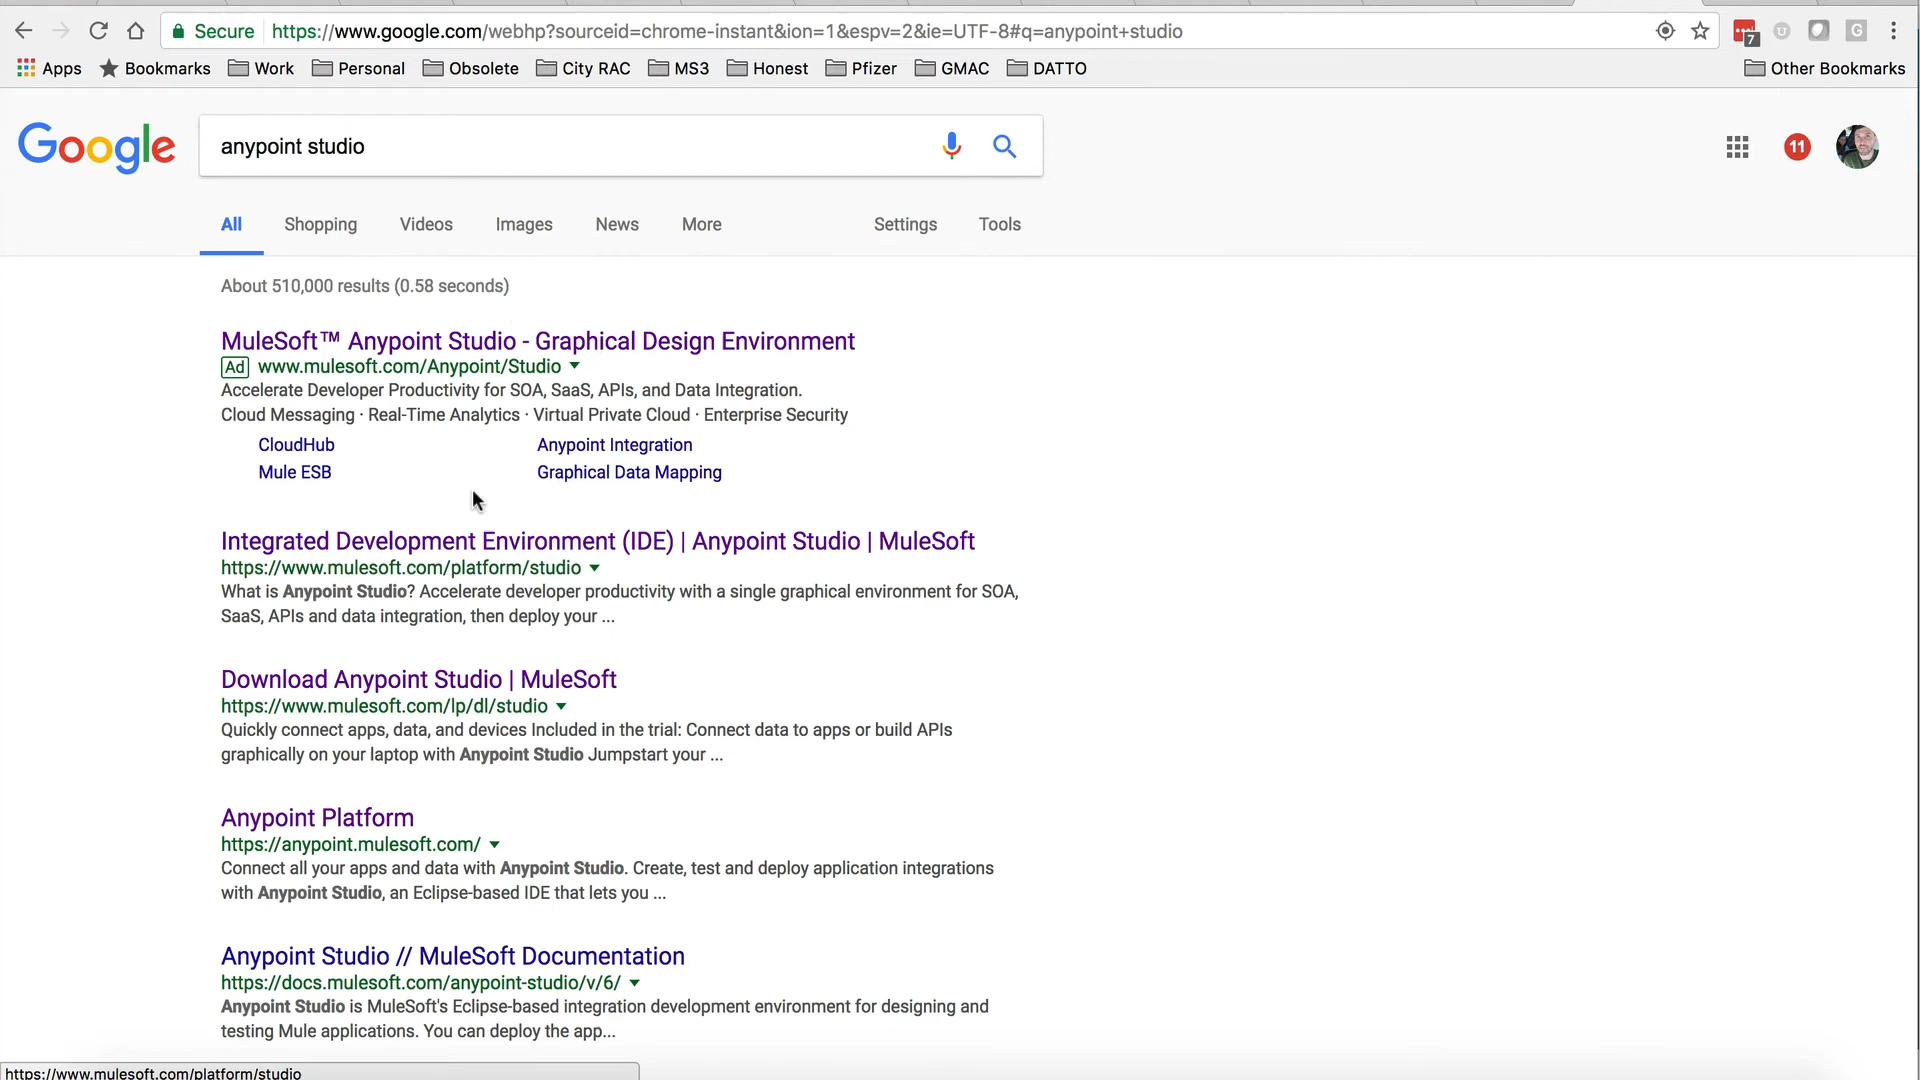 Secure https://www.google.com/webhp?sourceid=chrome-instant&ion=1&espv=2&ie=UTF-8#q=anypoint+studio 7 G
Apps Bookmarks Work Personal Obsolete City RAC MS3 Honest Pfizer GMAC DATTO Other Bookmarks
Google anypoint studio 11
All Shopping Videos Images News More Settings Tools
About 510,000 results (0.58 seconds)
MuleSoft™ Anypoint Studio - Graphical Design Environment
Ad www.mulesoft.com/Anypoint/Studio
Accelerate Developer Productivity for SOA, SaaS, APIs, and Data Integration.
Cloud Messaging · Real-Time Analytics · Virtual Private Cloud · Enterprise Security
CloudHub Anypoint Integration
Mule ESB Graphical Data Mapping
Integrated Development Environment (IDE) | Anypoint Studio | MuleSoft
https://www.mulesoft.com/platform/studio
What is Anypoint Studio? Accelerate developer productivity with a single graphical environment for SOA,
SaaS, APIs and data integration, then deploy your ...
Download Anypoint Studio | MuleSoft
https://www.mulesoft.com/lp/dl/studio
Quickly connect apps, data, and devices Included in the trial: Connect data to apps or build APIs
graphically on your laptop with Anypoint Studio Jumpstart your ...
Anypoint Platform
https://anypoint.mulesoft.com/
Connect all your apps and data with Anypoint Studio. Create, test and deploy application integrations
with Anypoint Studio, an Eclipse-based IDE that lets you ...
Anypoint Studio // MuleSoft Documentation
https://docs.mulesoft.com/anypoint-studio/v/6/
Anypoint Studio is MuleSoft's Eclipse-based integration development environment for designing and
testing Mule applications. You can deploy the app...
https://www.mulesoft.com/platform/studio